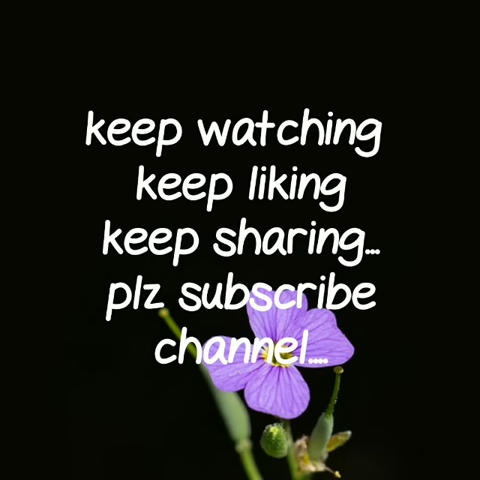 keep watching
keep liking
keep sharing...
plz subscribe
channel....